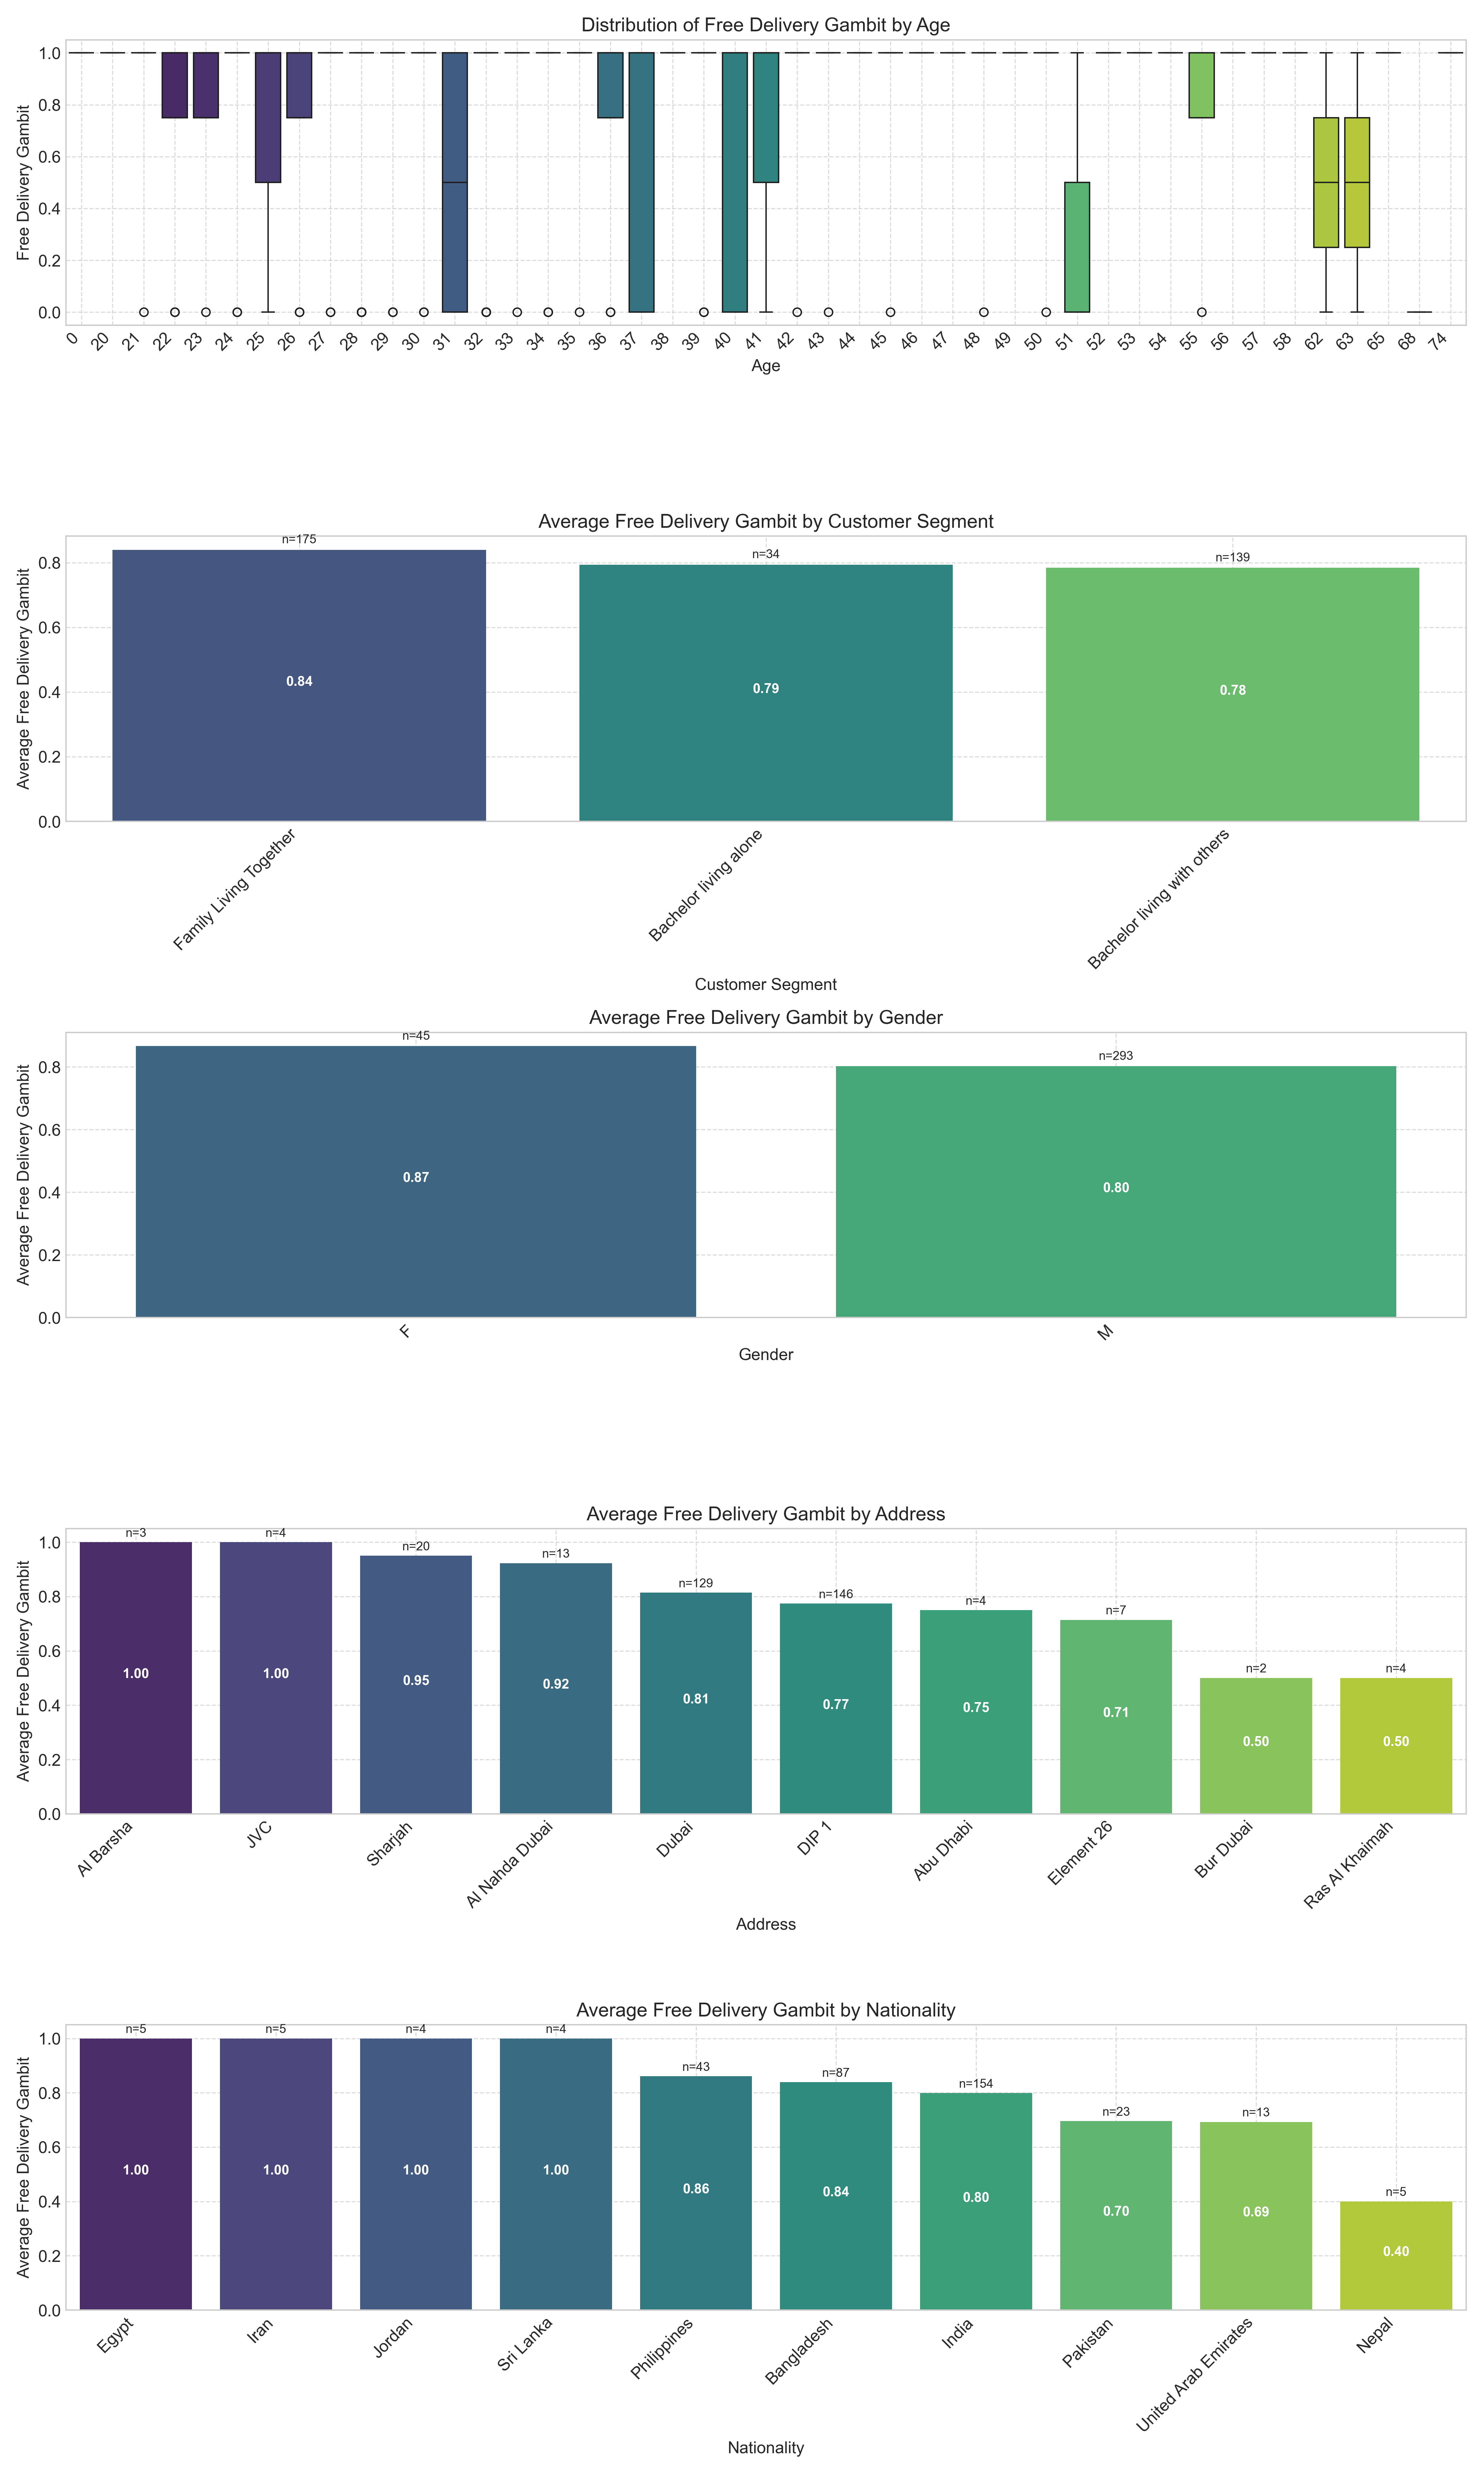 Distribution of Free Delivery Gambit by Age
Free Delivery Gambit
1.0
0.8
0.6
0.4
0.2
0.0
0 20 21 22 23 24 25 26 27 28 29 30 31 32 33 34 35 36 37 38 39 40 41 42 43 44 45 46 47 48 49 50 51 52 53 54 55 56 57 58 62 63 65 68 74
Age
Average Free Delivery Gambit by Customer Segment
Average Free Delivery Gambit
0.8
0.6
0.4
0.2
0.0
n=175 n=34 n=139
0.84 0.79 0.78
Family Living Together Bachelor living alone Bachelor living with others
Customer Segment
Average Free Delivery Gambit by Gender
Average Free Delivery Gambit
0.8
0.6
0.4
0.2
0.0
n=45 n=293
0.87 0.80
F M
Gender
Average Free Delivery Gambit by Address
Average Free Delivery Gambit
1.0
0.8
0.6
0.4
0.2
0.0
n=3 n=4 n=20 n=13 n=129 n=146 n=4 n=7 n=2 n=4
1.00 1.00 0.95 0.92 0.81 0.77 0.75 0.71 0.50 0.50
Al Barsha JVC Sharjah Al Nahda Dubai Dubai DIP 1 Abu Dhabi Element 26 Bur Dubai Ras Al Khaimah
Address
Average Free Delivery Gambit by Nationality
Average Free Delivery Gambit
1.0
0.8
0.6
0.4
0.2
0.0
n=5 n=5 n=4 n=4 n=43 n=87 n=154 n=23 n=13 n=5
1.00 1.00 1.00 1.00 0.86 0.84 0.80 0.70 0.69 0.40
Egypt Iran Jordan Sri Lanka Philippines Bangladesh India Pakistan United Arab Emirates Nepal
Nationality